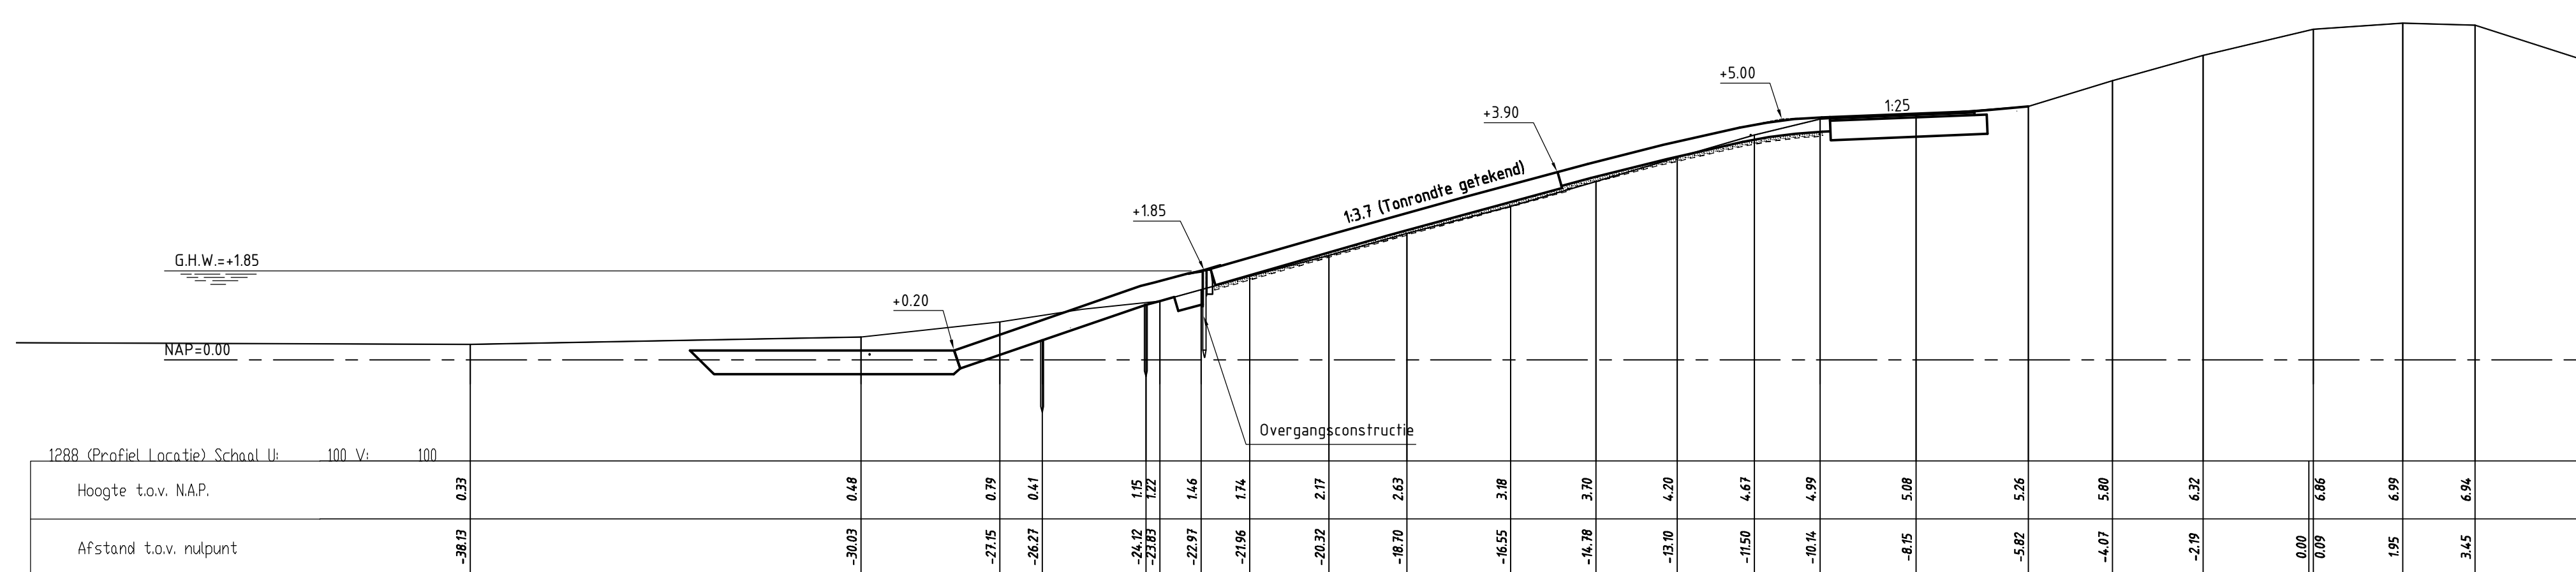 +5.00
1:25
+3.90
1:3.7 (Tonrondte getekend)
+1.85
G.H.W.=+1.85
+0.20
NAP=0.00
Overgangsconstructie
1288 (Profiel Locatie) Schaal U: 100 V: 100
Hoogte t.o.v. N.A.P. 0.33 0.48 0.79 0.41 1.15 1.22 1.46 1.74 2.17 2.63 3.18 3.70 4.20 4.67 4.99 5.08 5.26 5.80 6.32 6.86 6.99 6.94
Afstand t.o.v. nulpunt -38.13 -30.03 -27.15 -26.27 -24.12 -23.83 -22.97 -21.96 -20.32 -18.70 -16.55 -14.78 -13.10 -11.50 -10.14 -8.15 -5.82 -4.07 -2.19 0.00 0.09 1.95 3.45